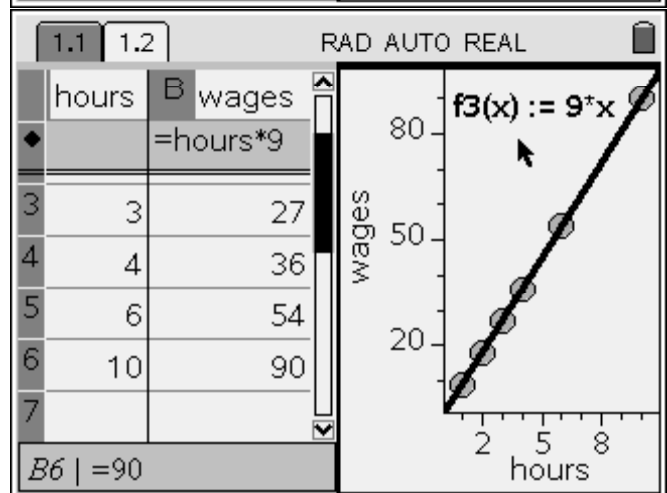 1.1 1.2 RAD AUTO REAL
hours B wages
=hours*9
3 3 27
4 4 36
5 6 54
6 10 90
7
B6 | =90
f3(x) := 9*x
80
50
20
wages
2 5 8
hours